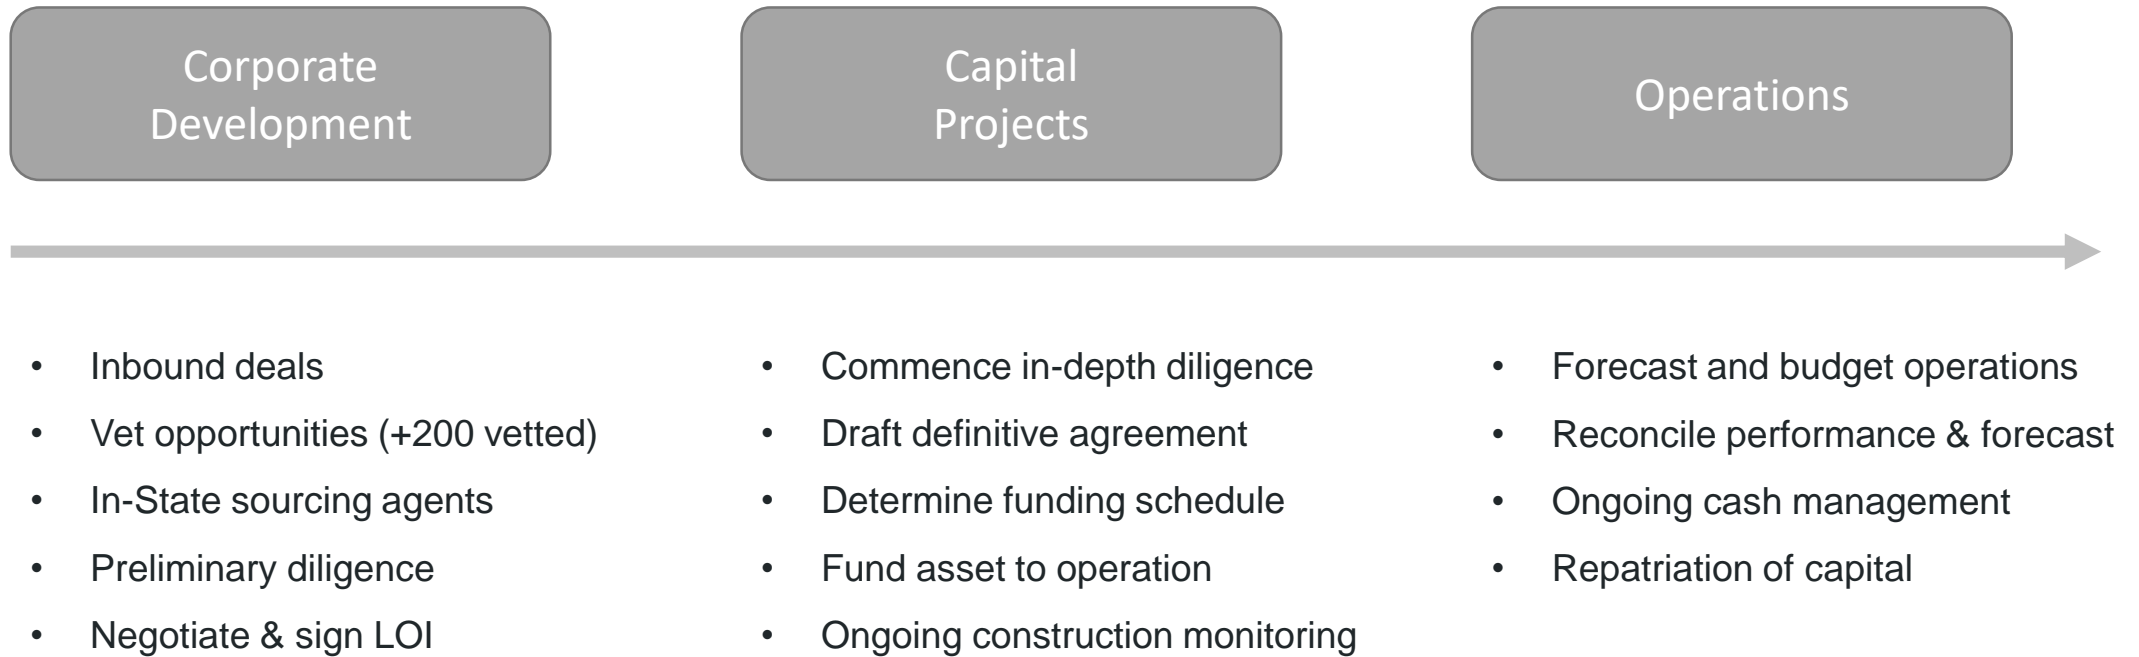 Corporate
Development
Capital
Projects
Operations
• Inbound deals
• Vet opportunities (+200 vetted)
• In-State sourcing agents
• Preliminary diligence
• Negotiate & sign LOI
• Commence in-depth diligence
• Draft definitive agreement
• Determine funding schedule
• Fund asset to operation
• Ongoing construction monitoring
• Forecast and budget operations
• Reconcile performance & forecast
• Ongoing cash management
• Repatriation of capital